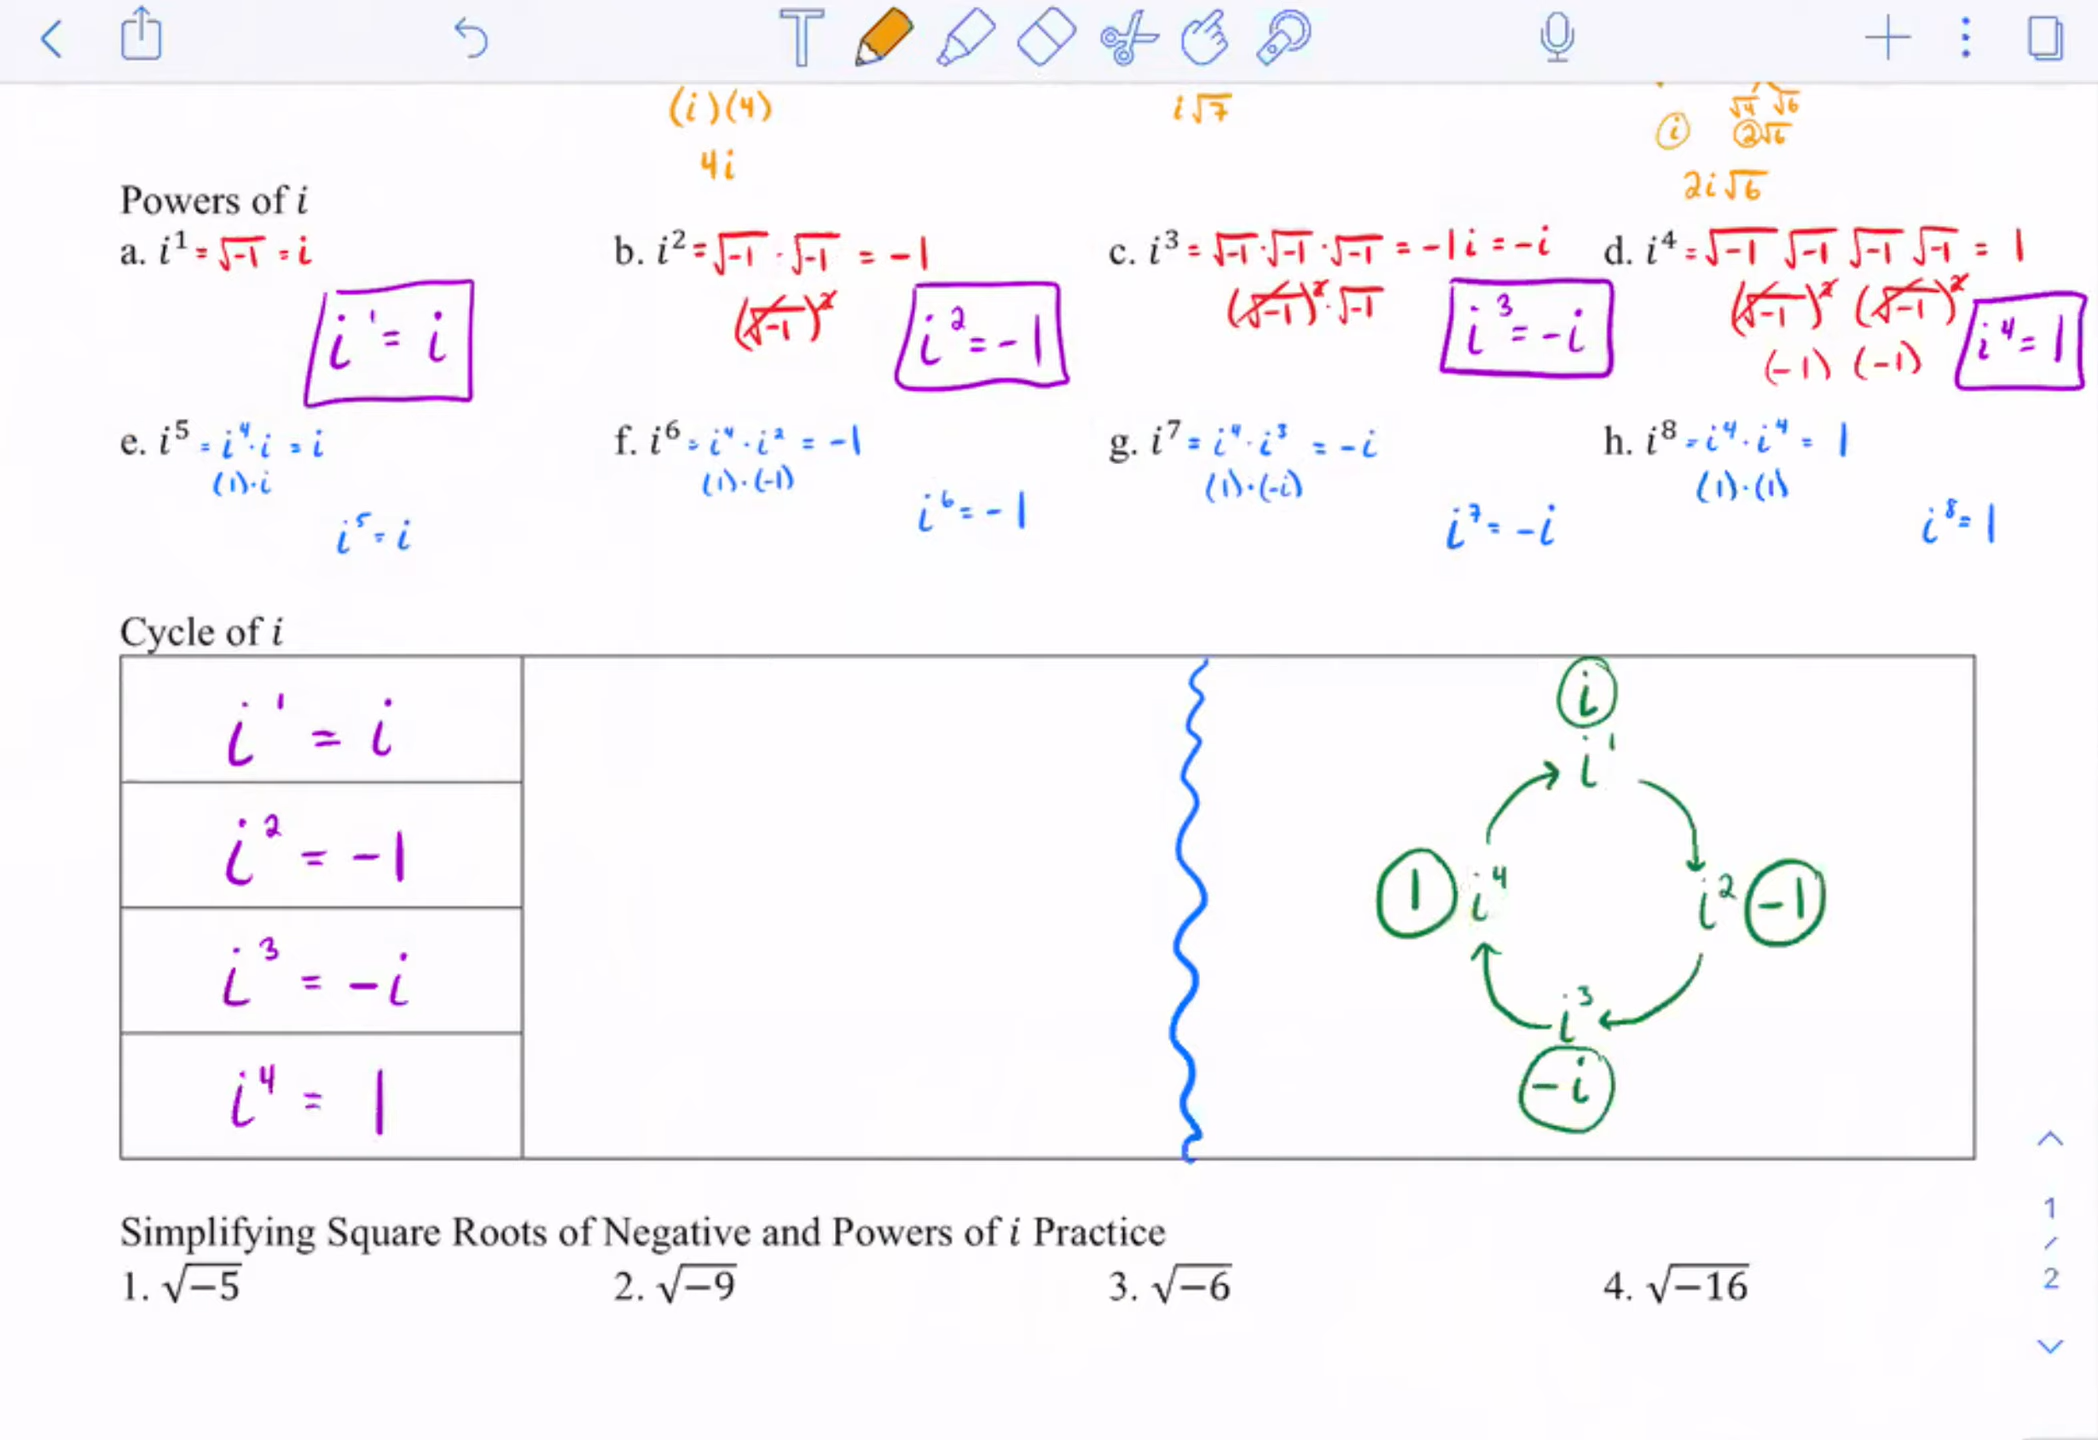 (i)(4)
4i
i√7
√4 √6
i 2√6
2i√6
Powers of i
a. i¹ = √-1 = i
i¹ = i
b. i² = √-1 · √-1 = -1
(√-1)²
i² = -1
c. i³ = √-1 · √-1 · √-1 = -1i = -i
(√-1)² · √-1
i³ = -i
d. i⁴ = √-1 √-1 √-1 √-1 = 1
(√-1)² (√-1)²
(-1) (-1)
i⁴ = 1
e. i⁵ = i⁴ · i = i
(1) · i
i⁵ = i
f. i⁶ = i⁴ · i² = -1
(1) · (-1)
i⁶ = -1
g. i⁷ = i⁴ · i³ = -i
(1) · (-i)
i⁷ = -i
h. i⁸ = i⁴ · i⁴ = 1
(1) · (1)
i⁸ = 1
Cycle of i
i¹ = i
i² = -1
i³ = -i
i⁴ = 1
i
i¹
1 i⁴
i² -1
i³
-i
Simplifying Square Roots of Negative and Powers of i Practice
1. √−5
2. √−9
3. √−6
4. √−16
1
/
2